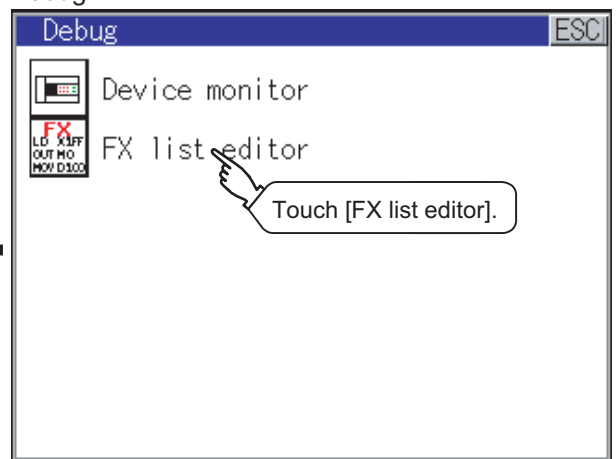 Debug
ESC
Device monitor
FX
LD X1FF
OUT M0
MOV D100
FX list editor
Touch [FX list editor].